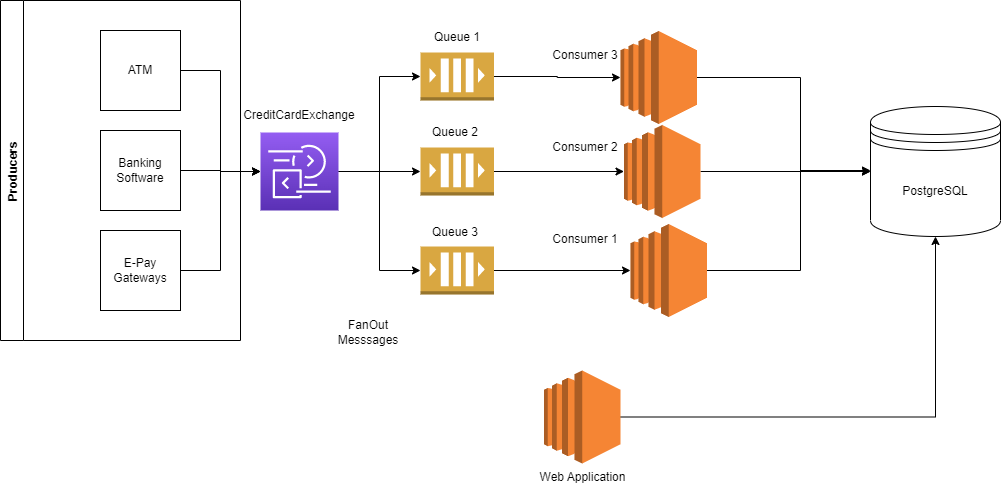 Producers
ATM
Banking
Software
E-Pay
Gateways
CreditCardExchange
Queue 1
Queue 2
Queue 3
FanOut
Messsages
Consumer 3
Consumer 2
Consumer 1
PostgreSQL
Web Application